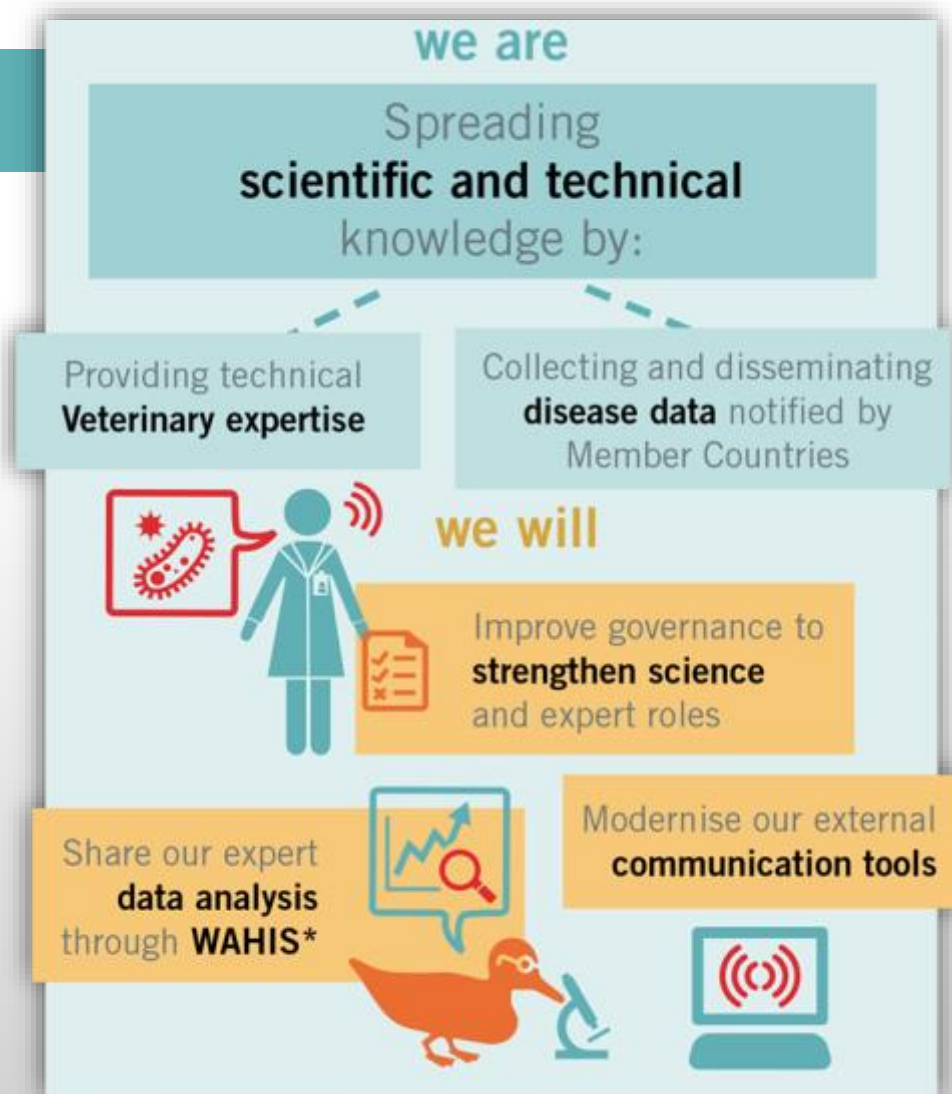 we are
Spreading
scientific and technical
knowledge by:
Providing technical
Veterinary expertise
Collecting and disseminating
disease data notified by
Member Countries
we will
Improve governance to
strengthen science
and expert roles
Share our expert
data analysis
through WAHIS*
Modernise our external
communication tools